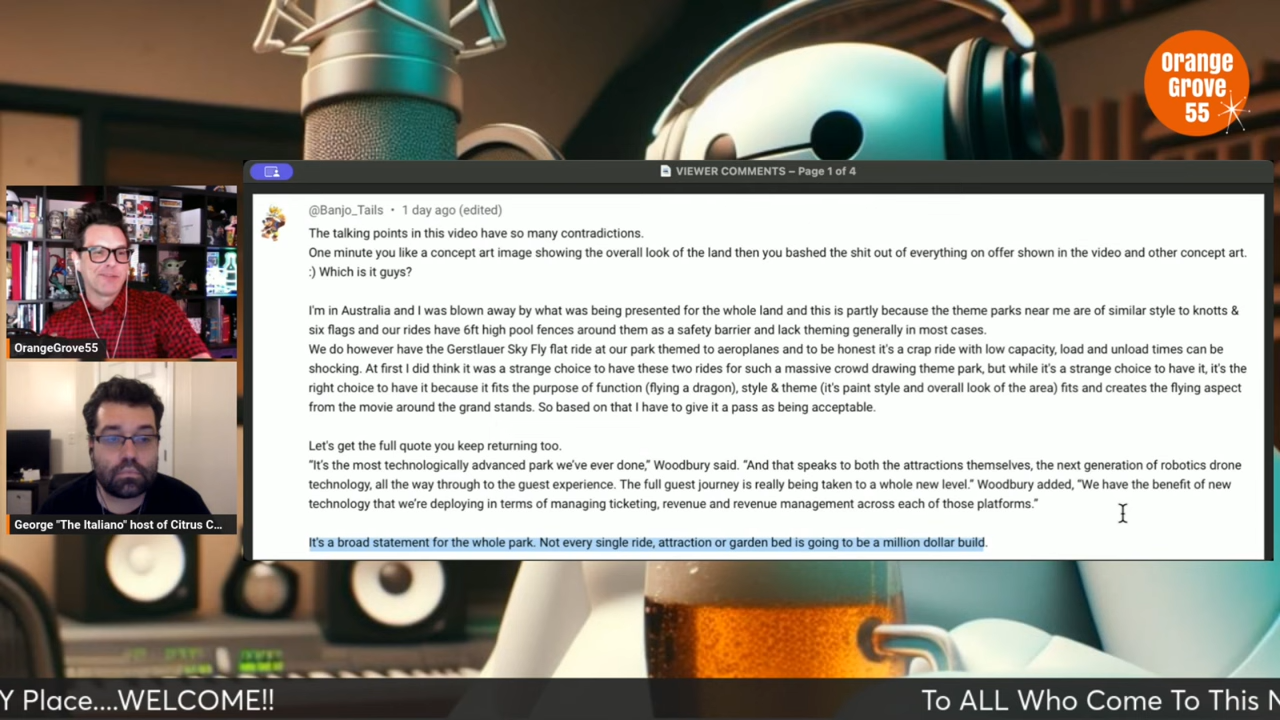 Orange
Grove
55
VIEWER COMMENTS – Page 1 of 4
@Banjo_Tails • 1 day ago (edited)
The talking points in this video have so many contradictions.
One minute you like a concept art image showing the overall look of the land then you bashed the shit out of everything on offer shown in the video and other concept art.
:) Which is it guys?
I'm in Australia and I was blown away by what was being presented for the whole land and this is partly because the theme parks near me are of similar style to knotts &
six flags and our rides have 6ft high pool fences around them as a safety barrier and lack theming generally in most cases.
We do however have the Gerstlauer Sky Fly flat ride at our park themed to aeroplanes and to be honest it's a crap ride with low capacity, load and unload times can be
shocking. At first I did think it was a strange choice to have these two rides for such a massive crowd drawing theme park, but while it's a strange choice to have it, it's the
right choice to have it because it fits the purpose of function (flying a dragon), style & theme (it's paint style and overall look of the area) fits and creates the flying aspect
from the movie around the grand stands. So based on that I have to give it a pass as being acceptable.
Let's get the full quote you keep returning too.
“It's the most technologically advanced park we've ever done,” Woodbury said. “And that speaks to both the attractions themselves, the next generation of robotics drone
technology, all the way through to the guest experience. The full guest journey is really being taken to a whole new level.” Woodbury added, “We have the benefit of new
technology that we're deploying in terms of managing ticketing, revenue and revenue management across each of those platforms.”
It's a broad statement for the whole park. Not every single ride, attraction or garden bed is going to be a million dollar build.
OrangeGrove55
George "The Italiano" host of Citrus C...
Y Place....WELCOME!! To ALL Who Come To This